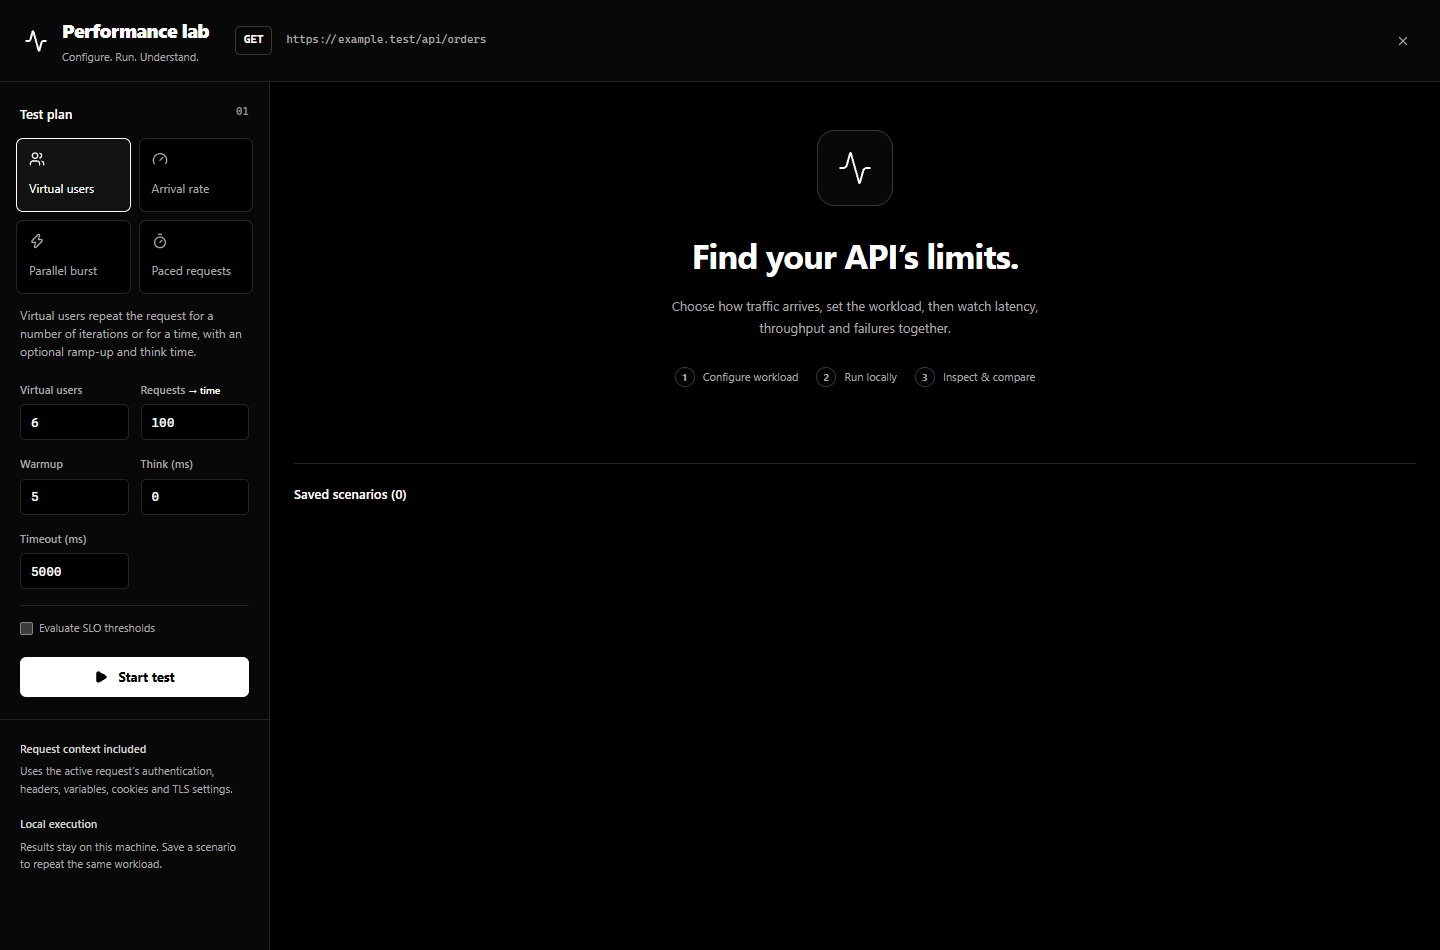 Performance lab
Configure. Run. Understand.
GET
https://example.test/api/orders
Test plan
01
Virtual users
Arrival rate
Parallel burst
Paced requests
Virtual users repeat the request for a
number of iterations or for a time, with an
optional ramp-up and think time.
Virtual users
Requests → time
6
100
Warmup
Think (ms)
5
0
Timeout (ms)
5000
Evaluate SLO thresholds
Start test
Request context included
Uses the active request's authentication,
headers, variables, cookies and TLS settings.
Local execution
Results stay on this machine. Save a scenario
to repeat the same workload.
Find your API’s limits.
Choose how traffic arrives, set the workload, then watch latency,
throughput and failures together.
1 Configure workload 2 Run locally 3 Inspect & compare
Saved scenarios (0)